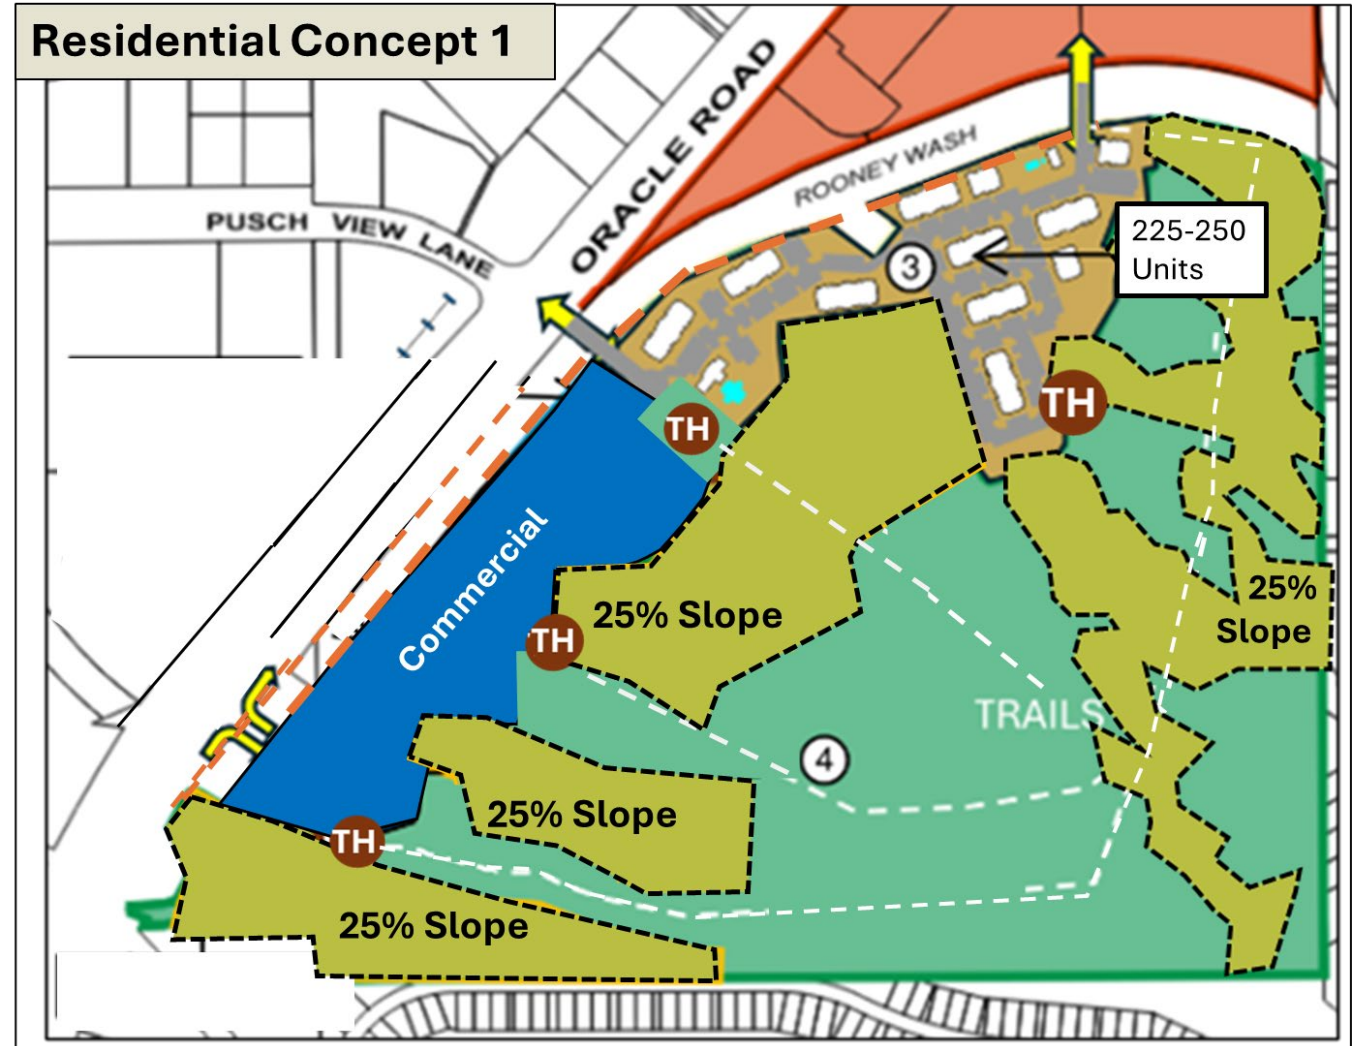 Residential Concept 1
ORACLE ROAD
ROONEY WASH
PUSCH VIEW LANE
225-250
Units
3
TH
TH
Commercial
25% Slope
25%
Slope
TH
TRAILS
4
25% Slope
TH
25% Slope